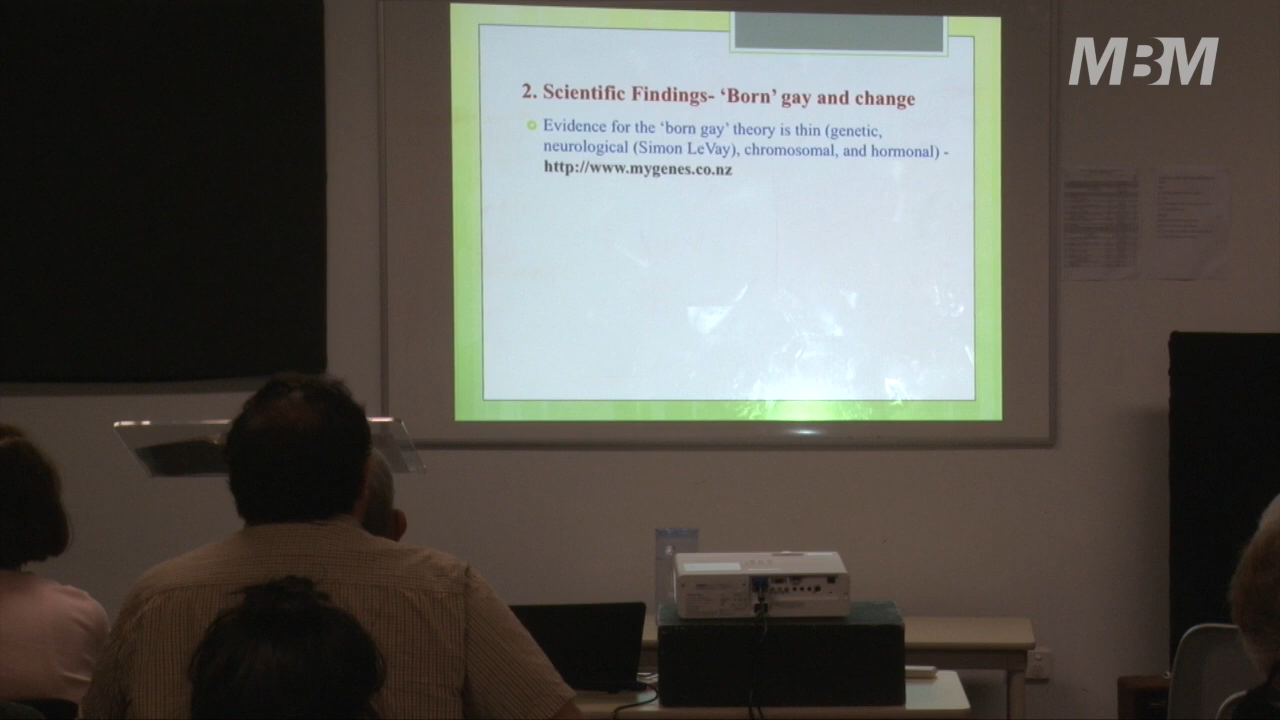 MBM
2. Scientific Findings- ‘Born’ gay and change
Evidence for the ‘born gay’ theory is thin (genetic,
neurological (Simon LeVay), chromosomal, and hormonal) -
http://www.mygenes.co.nz